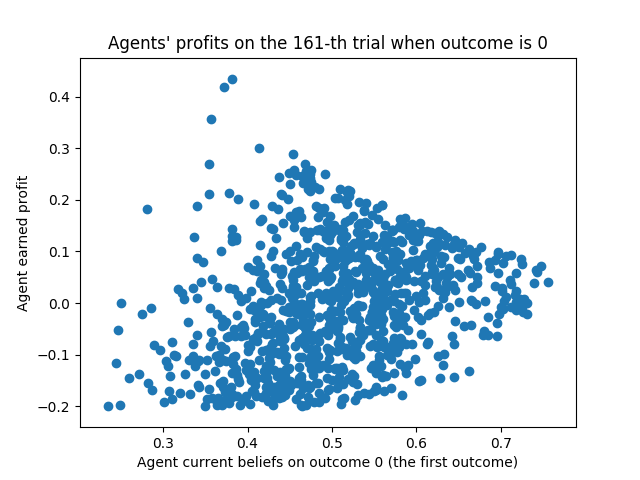 Agents' profits on the 161-th trial when outcome is 0
0.4
0.3
0.2
0.1
0.0
−0.1
−0.2
Agent earned profit
0.3 0.4 0.5 0.6 0.7
Agent current beliefs on outcome 0 (the first outcome)